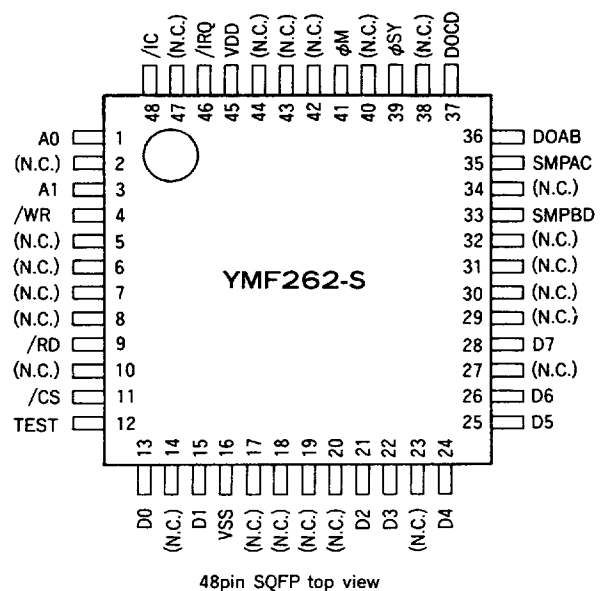 /IC (N.C.) /IRQ VDD (N.C.) (N.C.) (N.C.) φM (N.C.) φSY (N.C.) DOCD
48 47 46 45 44 43 42 41 40 39 38 37
A0 1
(N.C.) 2
A1 3
/WR 4
(N.C.) 5
(N.C.) 6
(N.C.) 7
(N.C.) 8
/RD 9
(N.C.) 10
/CS 11
TEST 12
YMF262-S
36 DOAB
35 SMPAC
34 (N.C.)
33 SMPBD
32 (N.C.)
31 (N.C.)
30 (N.C.)
29 (N.C.)
28 D7
27 (N.C.)
26 D6
25 D5
13 14 15 16 17 18 19 20 21 22 23 24
D0 (N.C.) D1 VSS (N.C.) (N.C.) (N.C.) (N.C.) D2 D3 (N.C.) D4
48pin SQFP top view